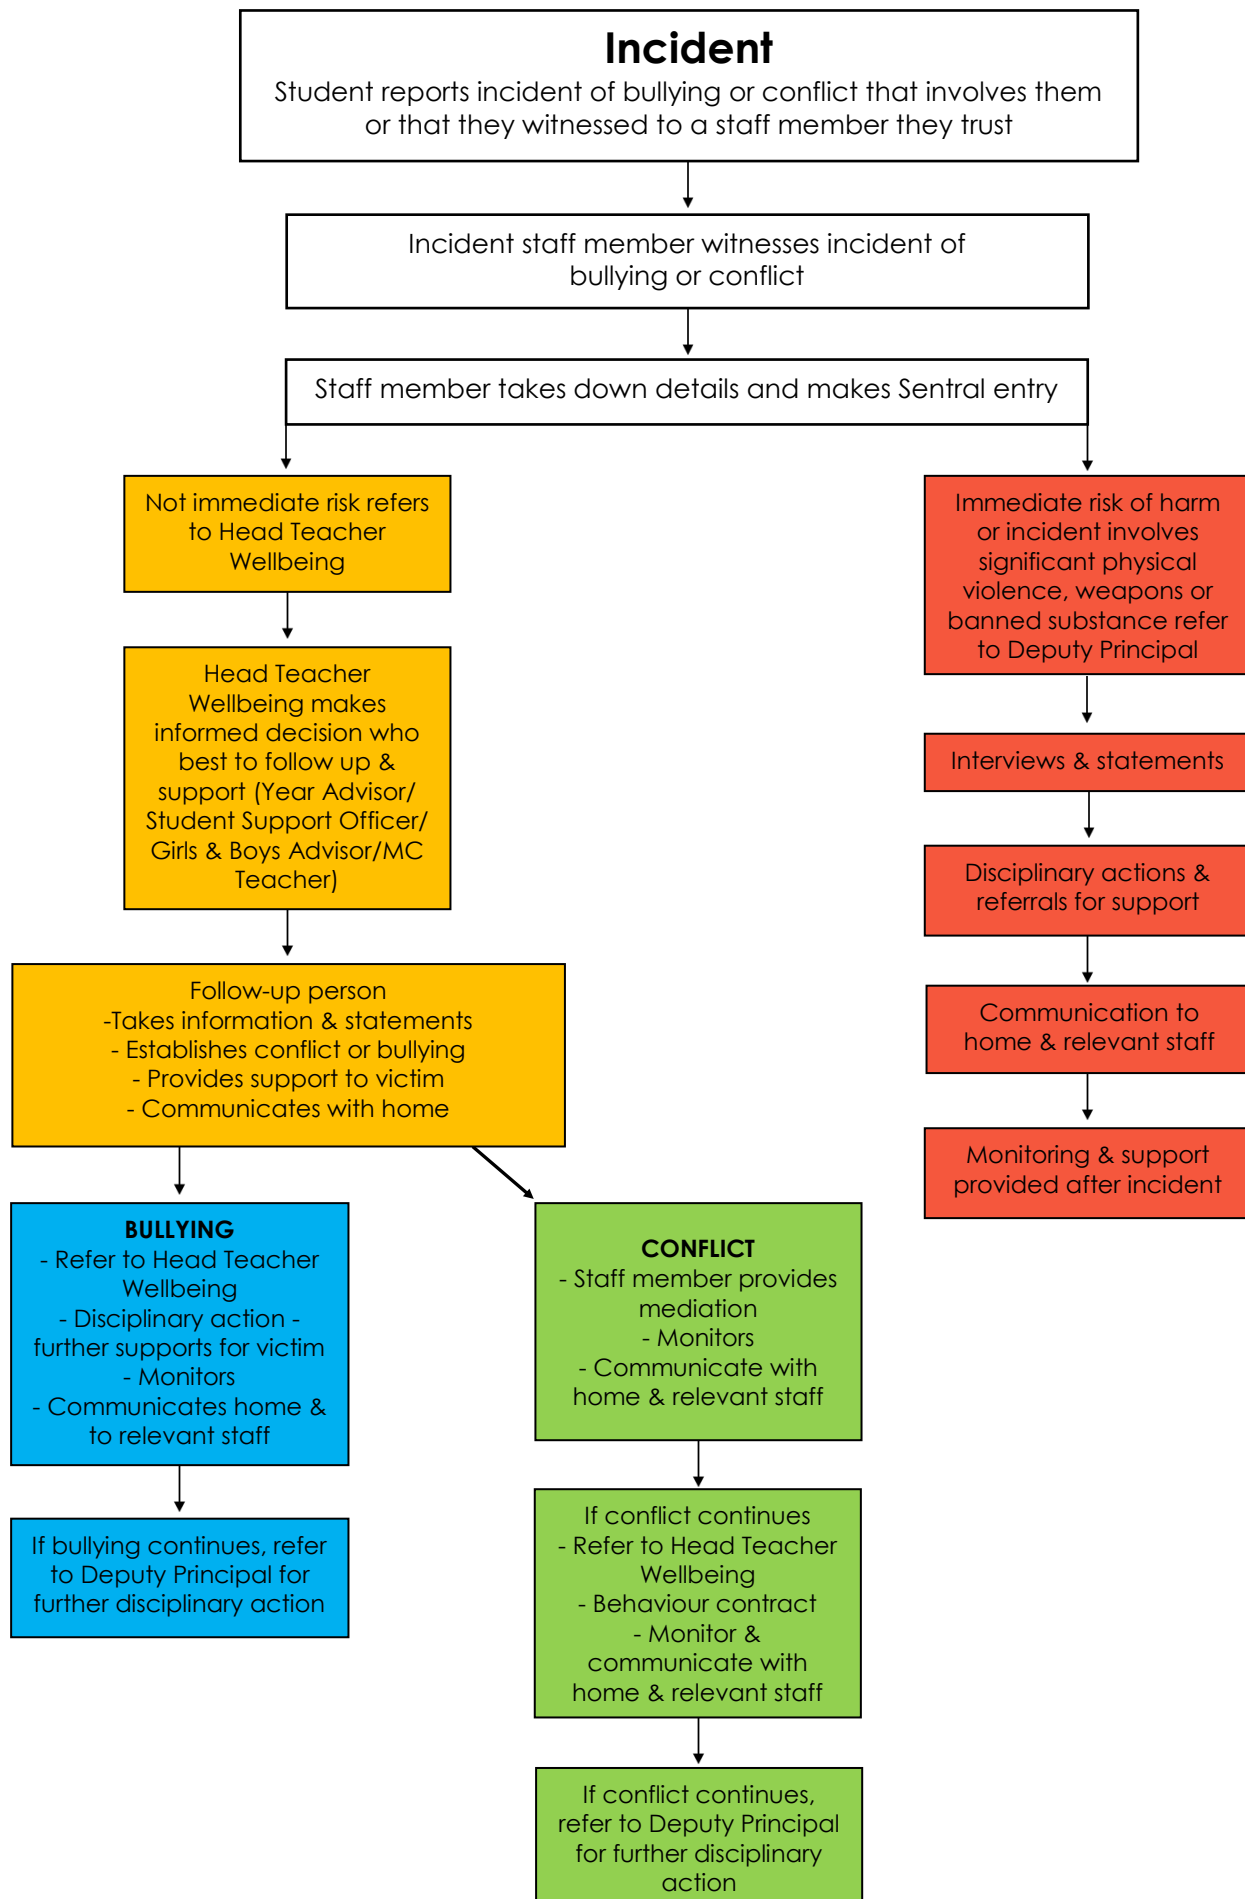 Incident
Student reports incident of bullying or conflict that involves them
or that they witnessed to a staff member they trust
Incident staff member witnesses incident of
bullying or conflict
Staff member takes down details and makes Sentral entry
Not immediate risk refers
to Head Teacher
Wellbeing
Head Teacher
Wellbeing makes
informed decision who
best to follow up &
support (Year Advisor/
Student Support Officer/
Girls & Boys Advisor/MC
Teacher)
Follow-up person
-Takes information & statements
- Establishes conflict or bullying
- Provides support to victim
- Communicates with home
BULLYING
- Refer to Head Teacher
Wellbeing
- Disciplinary action -
further supports for victim
- Monitors
- Communicates home &
to relevant staff
If bullying continues, refer
to Deputy Principal for
further disciplinary action
CONFLICT
- Staff member provides
mediation
- Monitors
- Communicate with
home & relevant staff
If conflict continues
- Refer to Head Teacher
Wellbeing
- Behaviour contract
- Monitor &
communicate with
home & relevant staff
If conflict continues,
refer to Deputy Principal
for further disciplinary
action
Immediate risk of harm
or incident involves
significant physical
violence, weapons or
banned substance refer
to Deputy Principal
Interviews & statements
Disciplinary actions &
referrals for support
Communication to
home & relevant staff
Monitoring & support
provided after incident